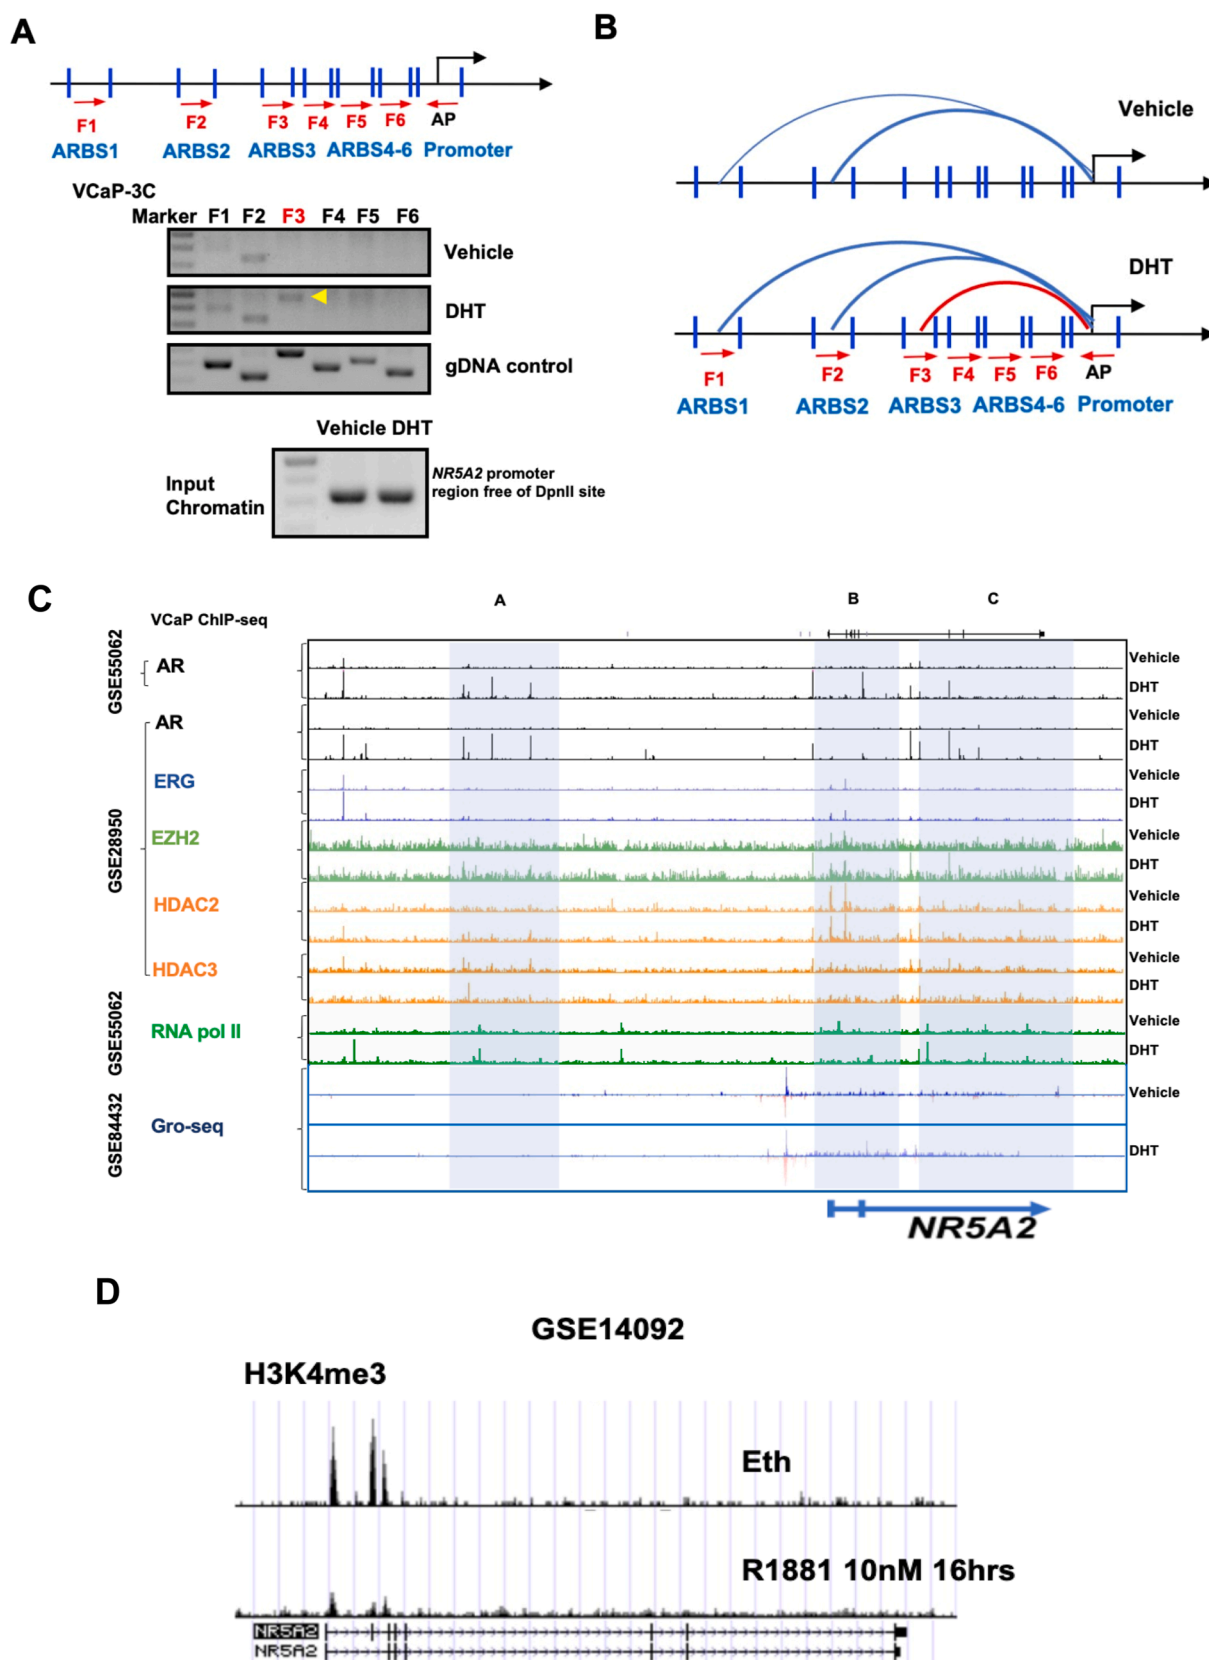 A
F1 F2 F3 F4 F5 F6 AP
ARBS1 ARBS2 ARBS3 ARBS4-6 Promoter
VCaP-3C
Marker F1 F2 F3 F4 F5 F6
Vehicle
DHT
gDNA control
Vehicle DHT
Input
Chromatin
NR5A2 promoter
region free of DpnII site
B
Vehicle
DHT
F1 F2 F3 F4 F5 F6 AP
ARBS1 ARBS2 ARBS3 ARBS4-6 Promoter
C
VCaP ChIP-seq
A B C
GSE55062
AR
Vehicle
DHT
GSE28950
AR
Vehicle
DHT
ERG
Vehicle
DHT
EZH2
Vehicle
DHT
HDAC2
Vehicle
DHT
HDAC3
Vehicle
DHT
GSE55062
RNA pol II
Vehicle
DHT
GSE84432
Gro-seq
Vehicle
DHT
NR5A2
D
GSE14092
H3K4me3
Eth
R1881 10nM 16hrs
NR5A2
NR5A2